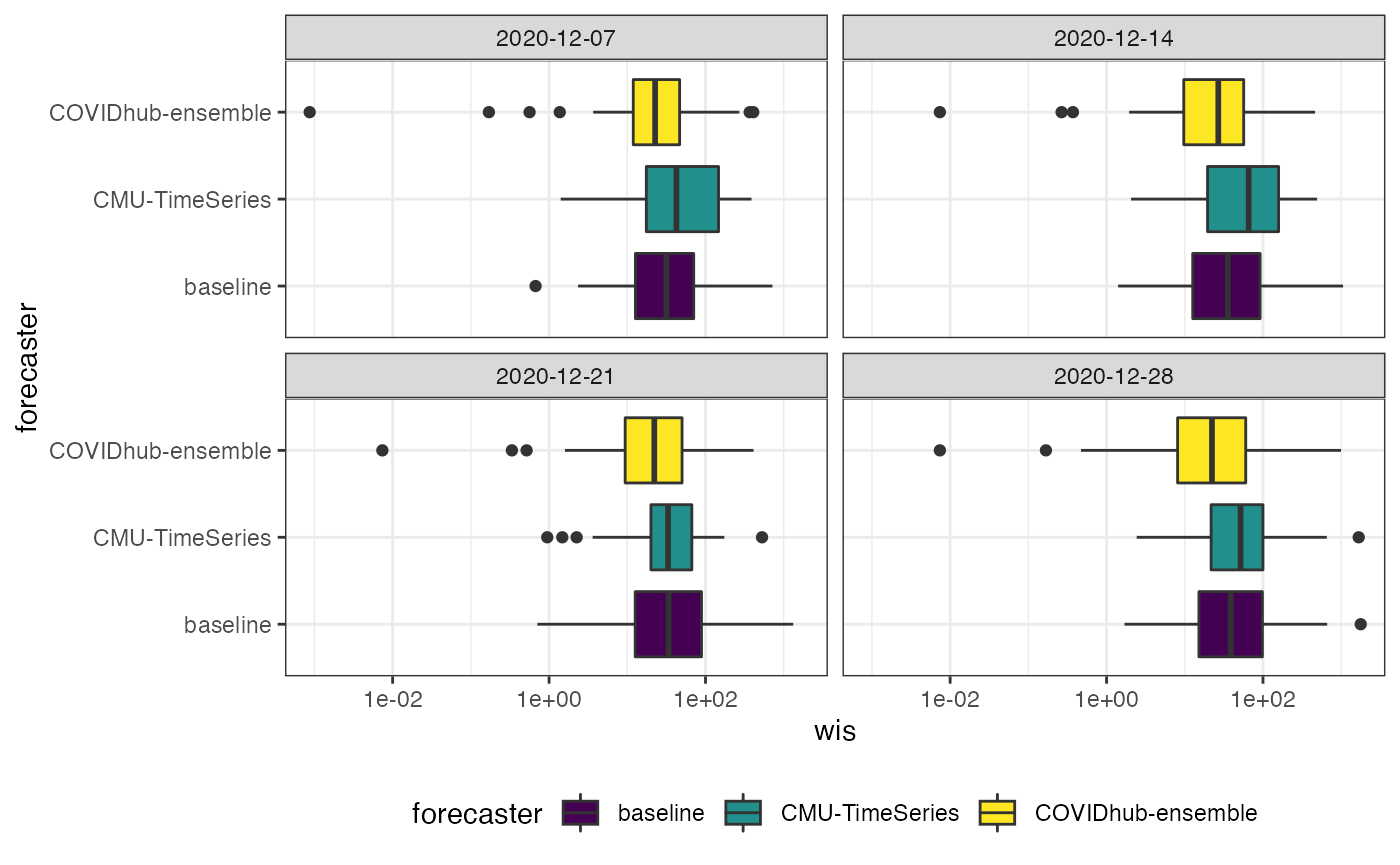 2020-12-07
2020-12-14
COVIDhub-ensemble
CMU-TimeSeries
baseline
forecaster
2020-12-21
2020-12-28
COVIDhub-ensemble
CMU-TimeSeries
baseline
1e-02 1e+00 1e+02
1e-02 1e+00 1e+02
wis
forecaster baseline CMU-TimeSeries COVIDhub-ensemble